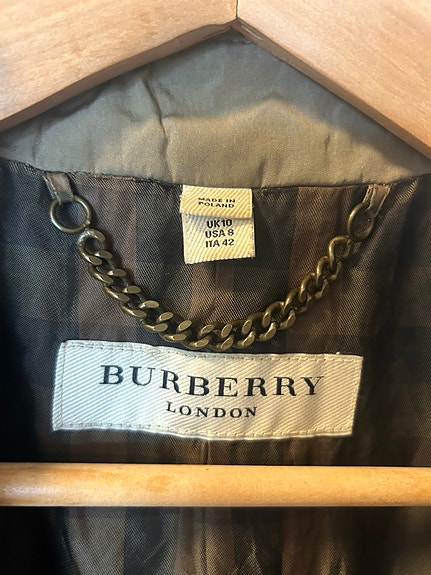 MADE IN
POLAND
UK10
USA 8
ITA 42
BURBERRY
LONDON